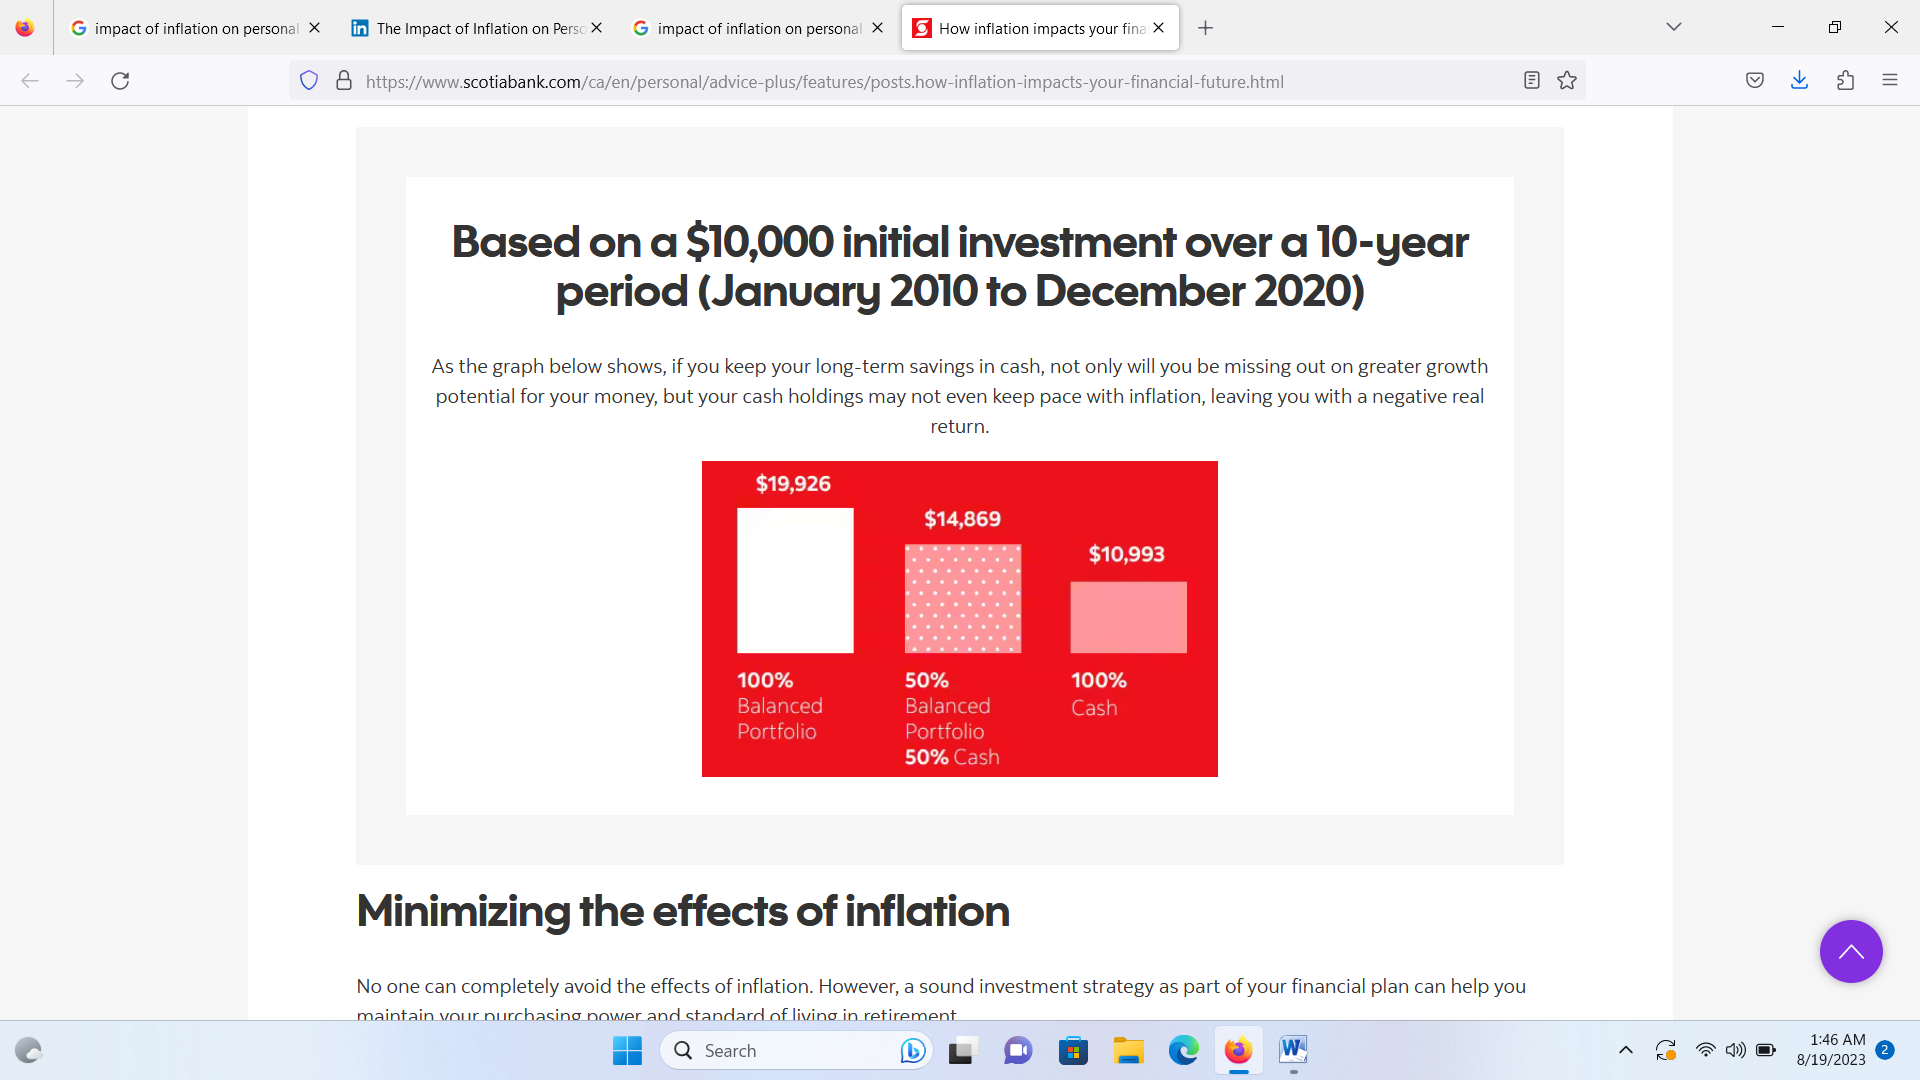 impact of inflation on personal
The Impact of Inflation on Perso
impact of inflation on personal
How inflation impacts your fina
https://www.scotiabank.com/ca/en/personal/advice-plus/features/posts.how-inflation-impacts-your-financial-future.html
Based on a $10,000 initial investment over a 10-year
period (January 2010 to December 2020)
As the graph below shows, if you keep your long-term savings in cash, not only will you be missing out on greater growth
potential for your money, but your cash holdings may not even keep pace with inflation, leaving you with a negative real
return.
$19,926
$14,869
$10,993
100%
Balanced
Portfolio
50%
Balanced
Portfolio
50% Cash
100%
Cash
Minimizing the effects of inflation
No one can completely avoid the effects of inflation. However, a sound investment strategy as part of your financial plan can help you
maintain your purchasing power and standard of living in retirement.
Search
1:46 AM
8/19/2023
2